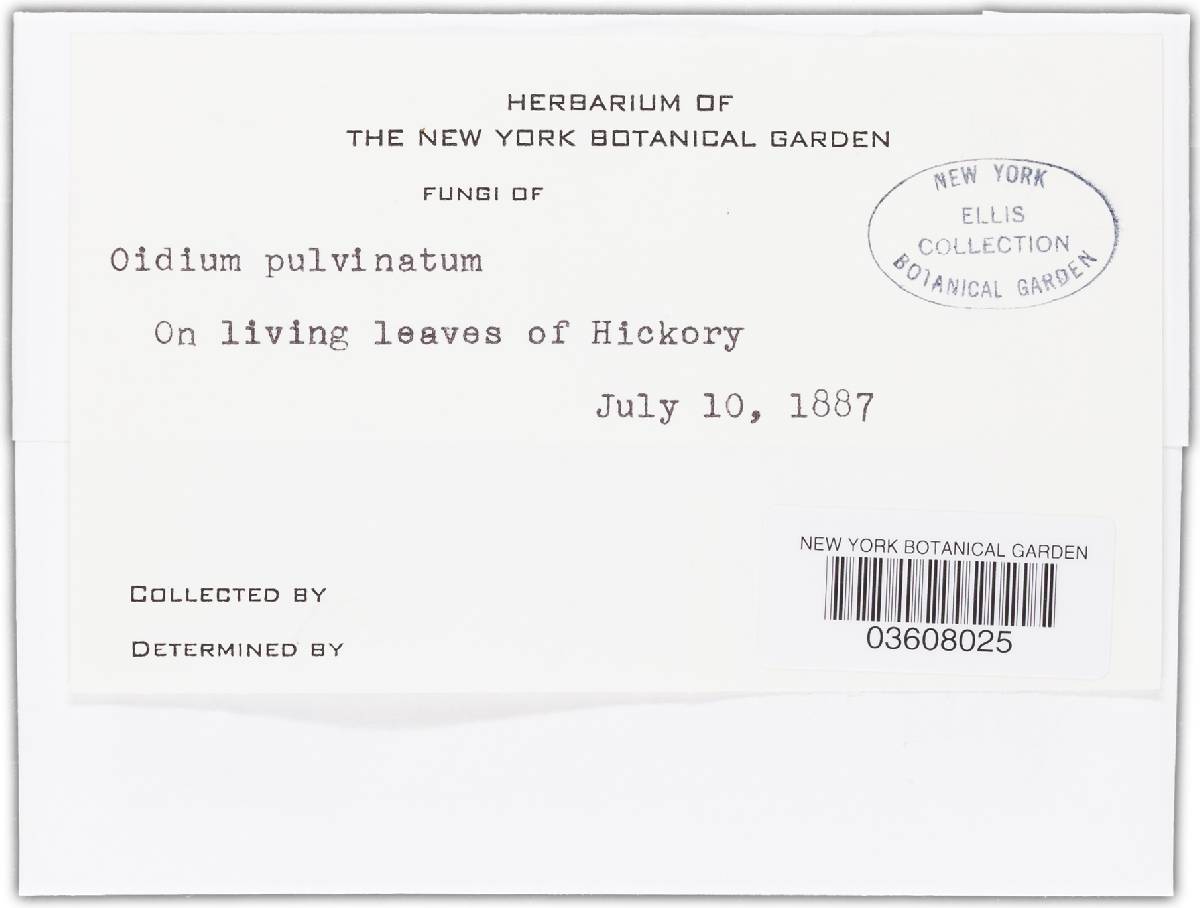 HERBARIUM OF
THE NEW YORK BOTANICAL GARDEN
FUNGI OF
NEW YORK
ELLIS
COLLECTION
BOTANICAL GARDEN
Oidium pulvinatum
On living leaves of Hickory
July 10, 1887
COLLECTED BY
DETERMINED BY
NEW YORK BOTANICAL GARDEN
03608025